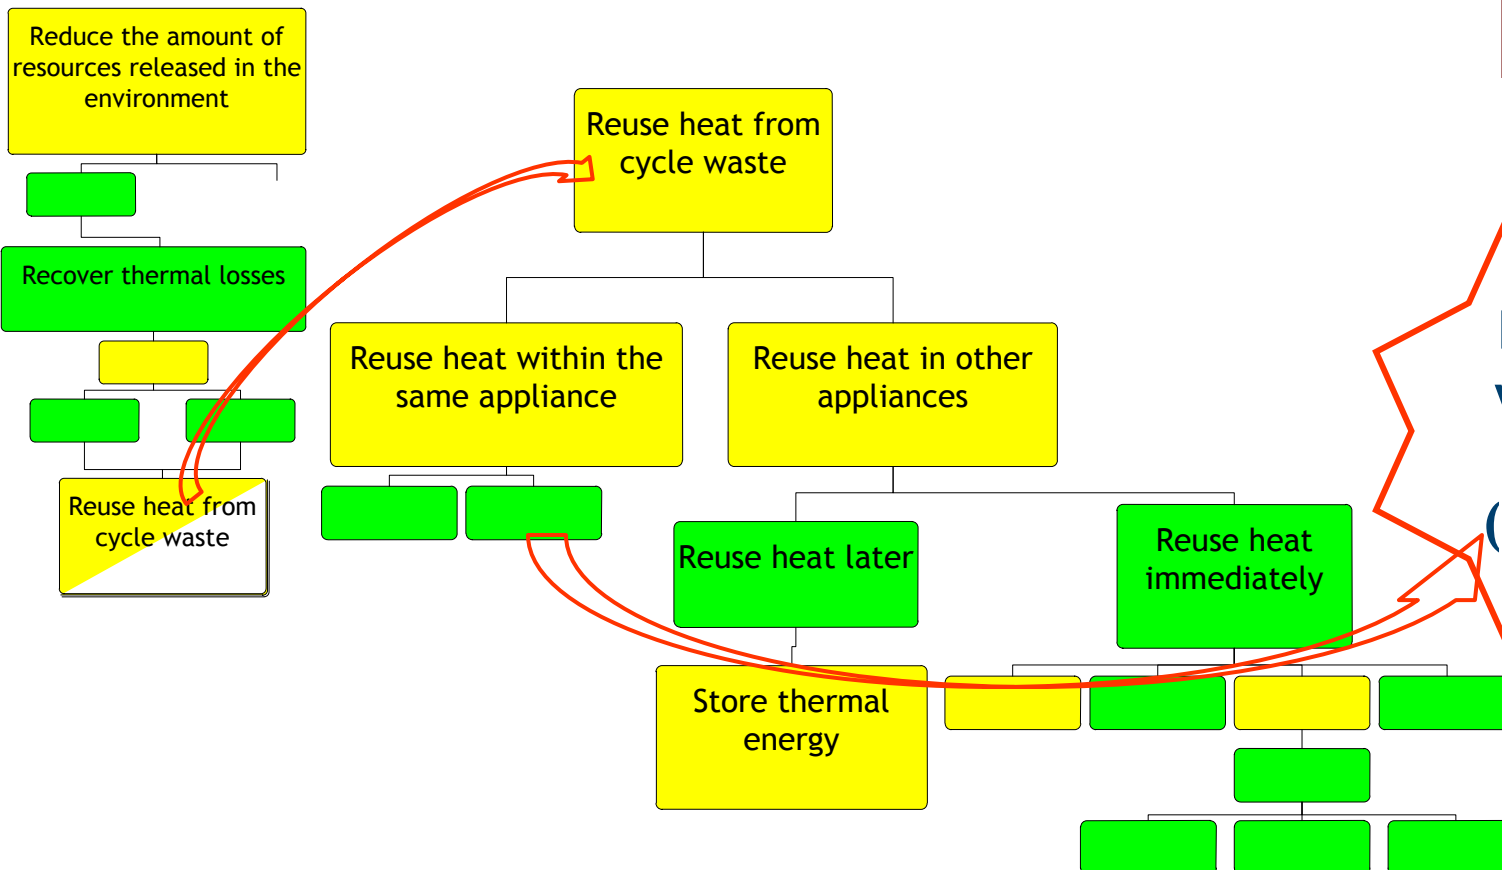 Reduce the amount of
resources released in the
environment
Recover thermal losses
Reuse heat from
cycle waste
Reuse heat from
cycle waste
Reuse heat within the
same appliance
Reuse heat in other
appliances
Reuse heat later
Reuse heat
immediately
Store thermal
energy
(